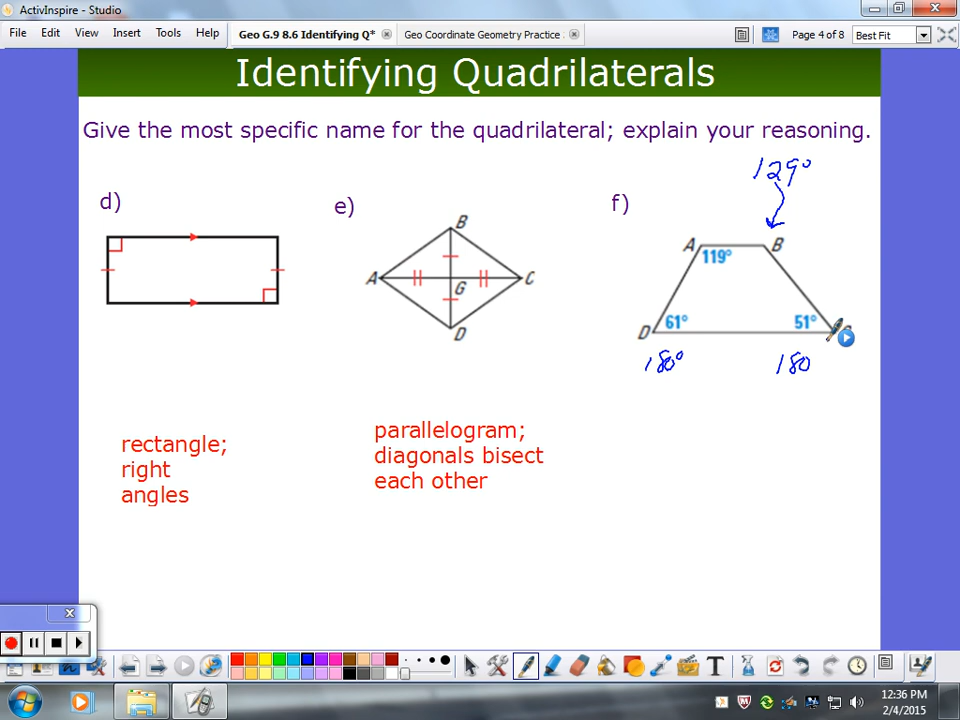 ActivInspire - Studio
File Edit View Insert Tools Help
Geo G.9 8.6 Identifying Q*
Geo Coordinate Geometry Practice
Page 4 of 8
Best Fit
Identifying Quadrilaterals
Give the most specific name for the quadrilateral; explain your reasoning.
129°
d)
e)
f)
B
A
C
G
D
A
B
119°
D
61°
51°
180°
180
rectangle;
right
angles
parallelogram;
diagonals bisect
each other
12:36 PM
2/4/2015